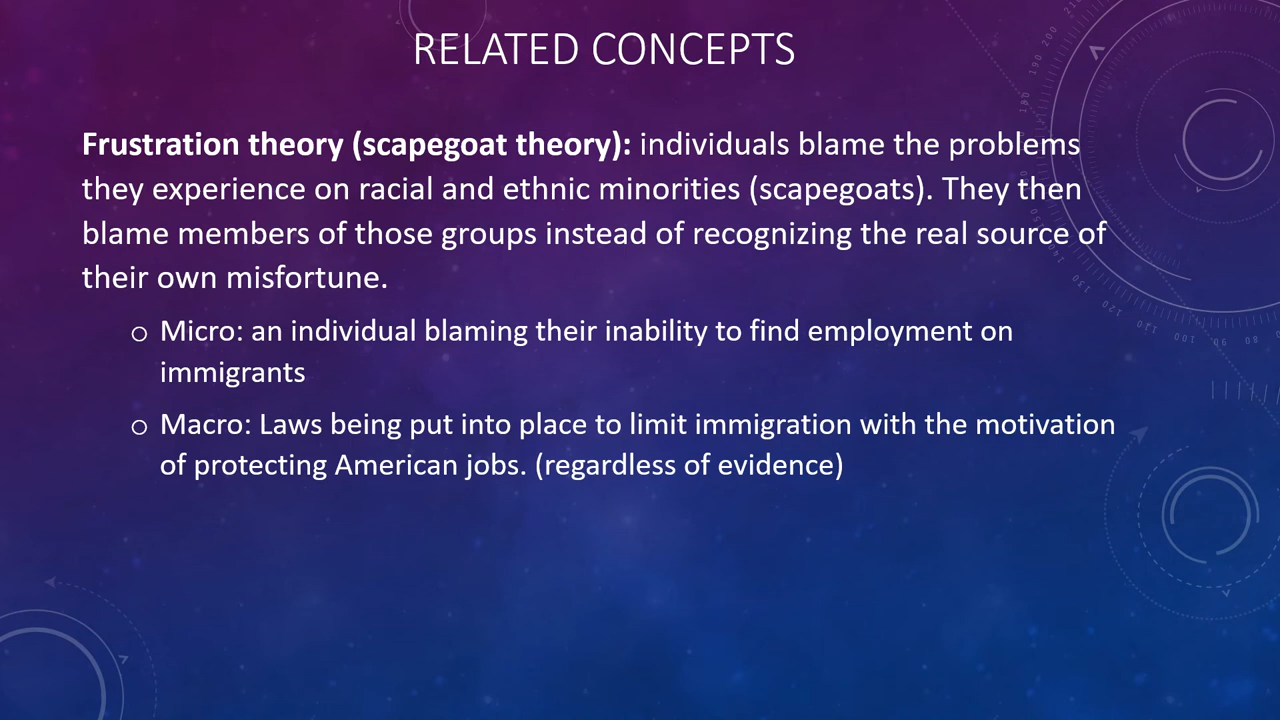 RELATED CONCEPTS
Frustration theory (scapegoat theory): individuals blame the problems
they experience on racial and ethnic minorities (scapegoats). They then
blame members of those groups instead of recognizing the real source of
their own misfortune.
o Micro: an individual blaming their inability to find employment on
immigrants
o Macro: Laws being put into place to limit immigration with the motivation
of protecting American jobs. (regardless of evidence)